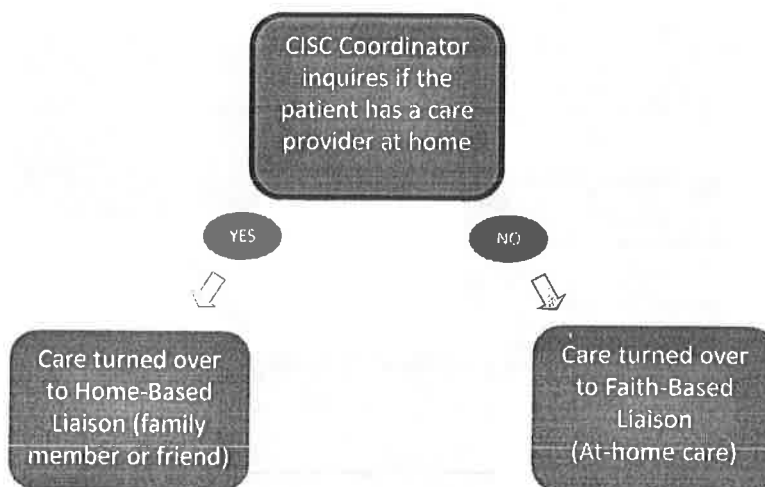 CISC Coordinator
inquires if the
patient has a care
provider at home
YES
NO
Care turned over
to Home-Based
Liaison (family
member or friend)
Care turned over
to Faith-Based
Liaison
(At-home care)